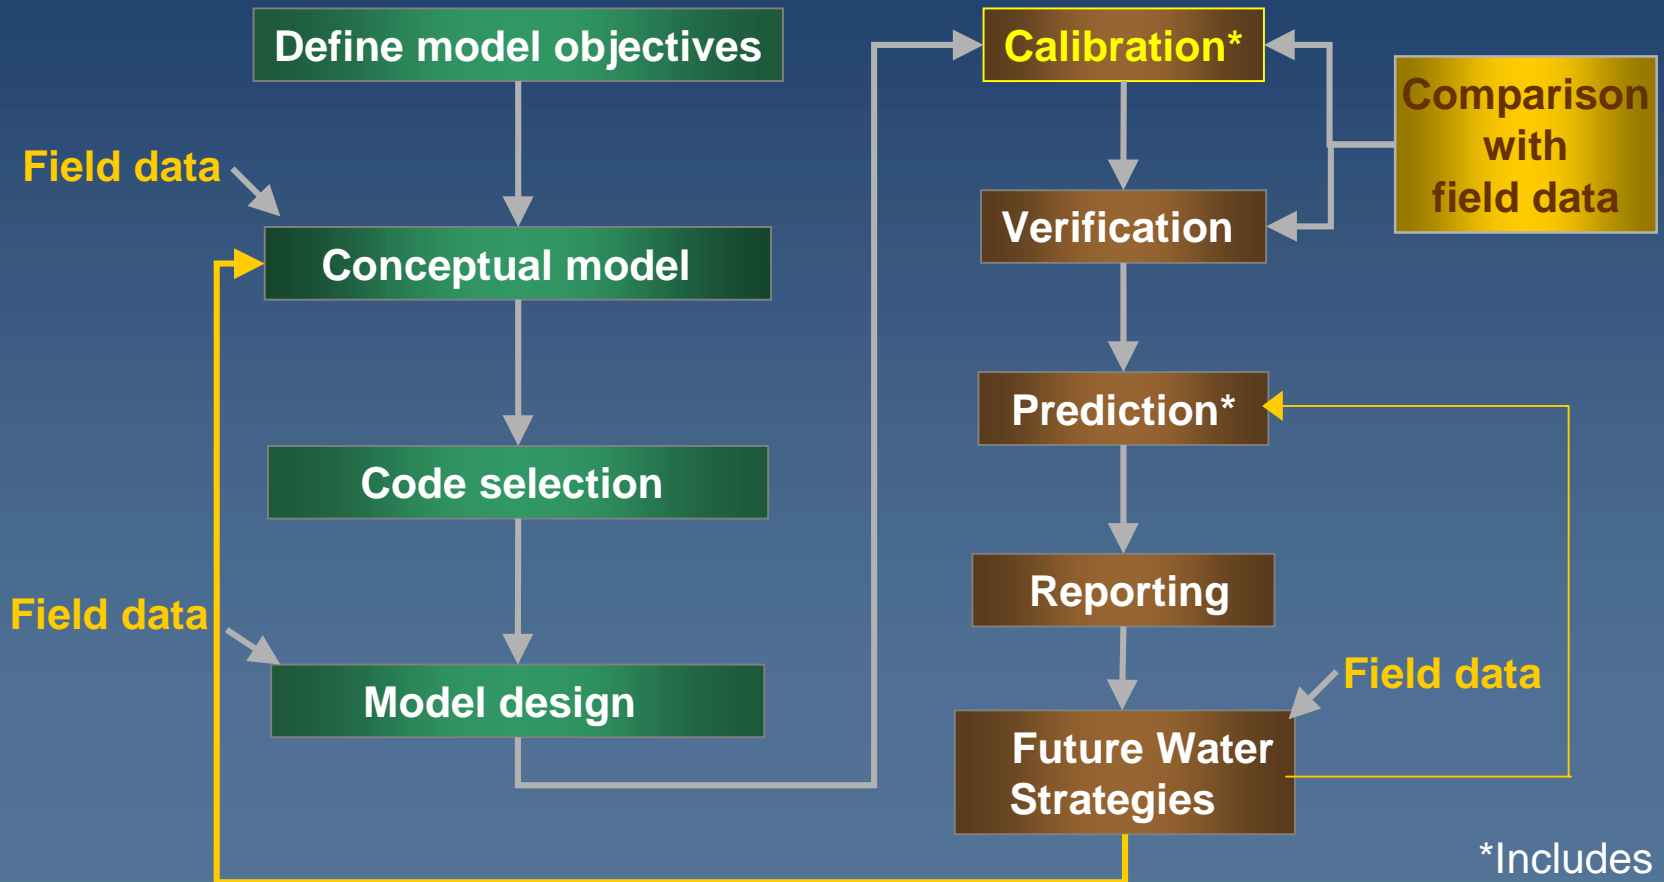 Define model objectives
Field data
Conceptual model
Code selection
Field data
Model design
Calibration*
Comparison
with
field data
Verification
Prediction*
Reporting
Field data
Future Water
Strategies
*Includes